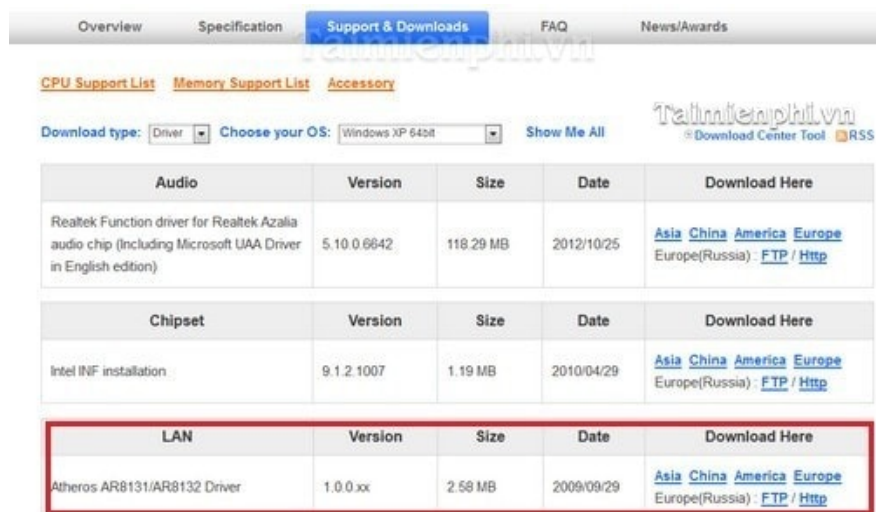 Overview Specification Support & Downloads FAQ News/Awards
Taimienphi.vn
CPU Support List Memory Support List Accessory
Taimienphi.vn
Download type: Driver Choose your OS: Windows XP 64bit Show Me All Download Center Tool RSS
Audio Version Size Date Download Here
Realtek Function driver for Realtek Azalia
audio chip (Including Microsoft UAA Driver
in English edition)
5.10.0.6642 118.29 MB 2012/10/25
Asia China America Europe
Europe(Russia) : FTP / Http
Chipset Version Size Date Download Here
Intel INF installation 9.1.2.1007 1.19 MB 2010/04/29
Asia China America Europe
Europe(Russia) : FTP / Http
LAN Version Size Date Download Here
Atheros AR8131/AR8132 Driver 1.0.0.xx 2.58 MB 2009/09/29
Asia China America Europe
Europe(Russia) : FTP / Http